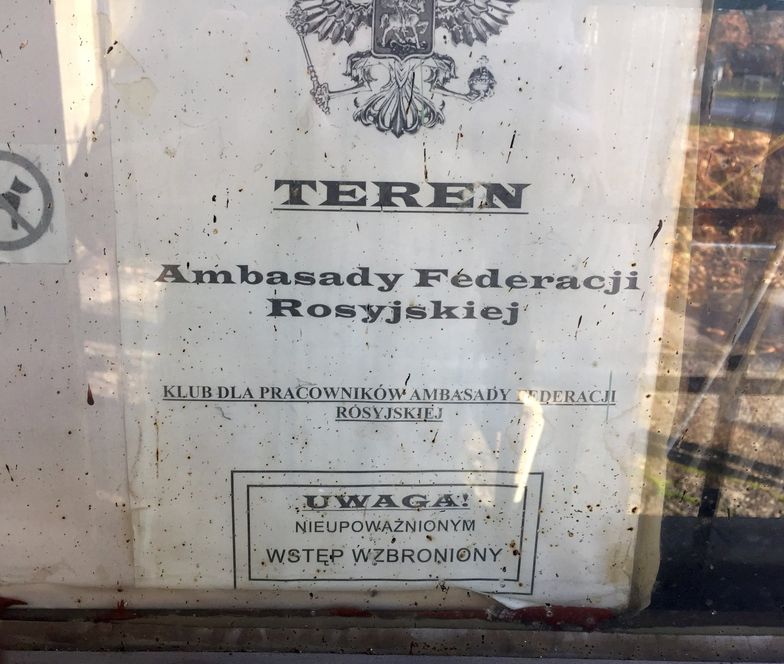 TEREN
Ambasady Federacji
Rosyjskiej
KLUB DLA PRACOWNIKÓW AMBASADY FEDERACJI
ROSYJSKIEJ
UWAGA!
NIEUPOWAŻNIONYM
WSTĘP WZBRONIONY